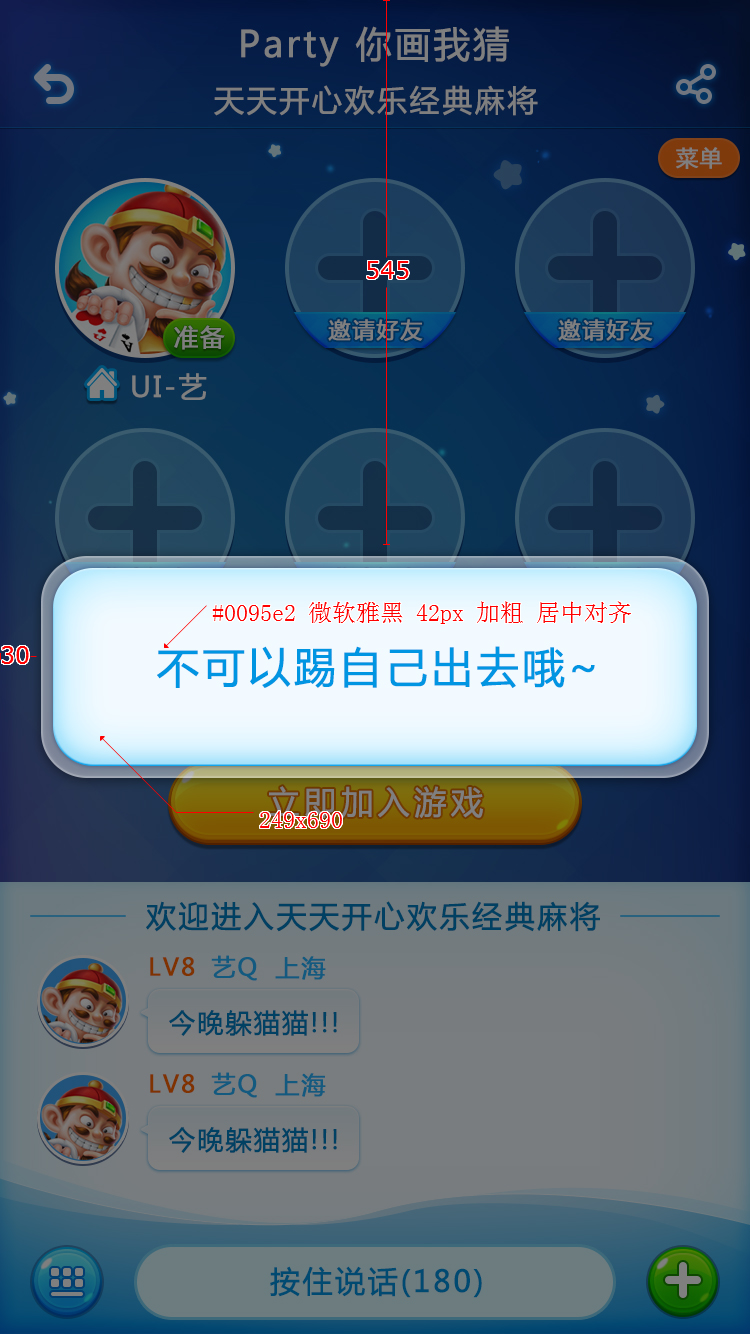 Party 你画我猜
天天开心欢乐经典麻将
菜单
545
准备
邀请好友
邀请好友
UI-艺
#0095e2 微软雅黑 42px 加粗 居中对齐
30
不可以踢自己出去哦~
立即加入游戏
249x690
欢迎进入天天开心欢乐经典麻将
LV8 艺Q 上海
今晚躲猫猫!!!
LV8 艺Q 上海
今晚躲猫猫!!!
按住说话(180)